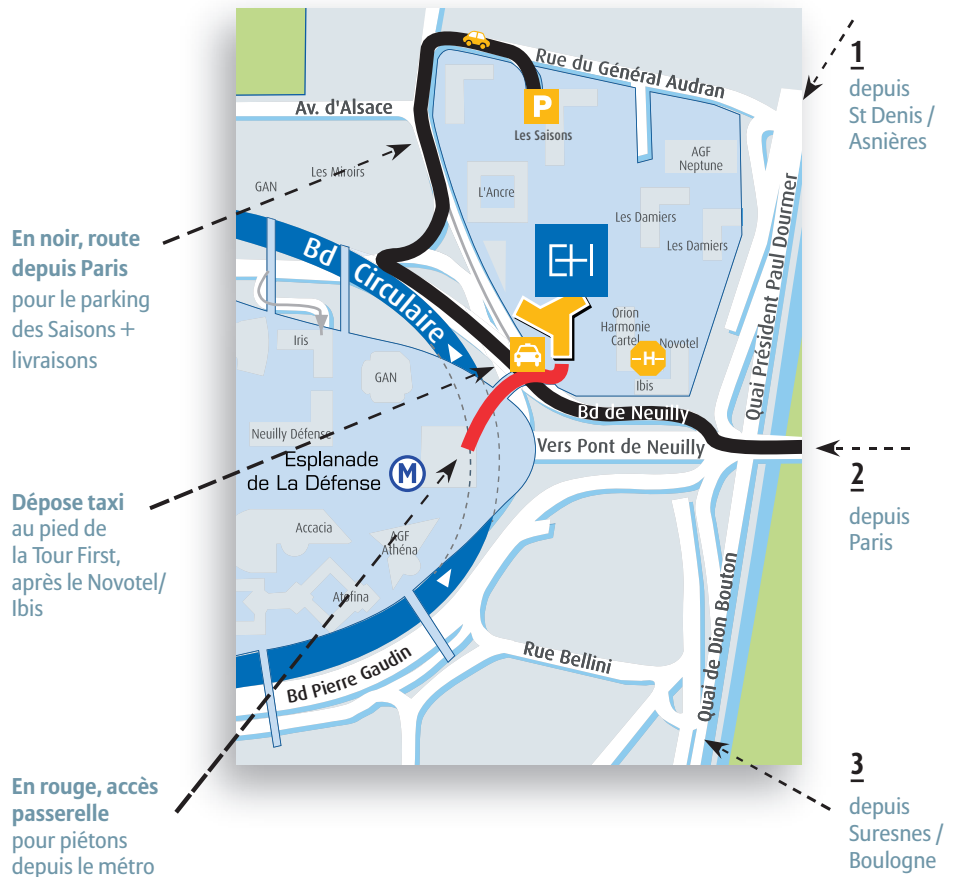 1
depuis
St Denis /
Asnières
Rue du Général Audran
Av. d'Alsace
P
Les Saisons
AGF
Neptune
Les Miroirs
GAN
L'Ancre
Les Damiers
Les Damiers
Quai Président Paul Dourmer
En noir, route
depuis Paris
pour le parking
des Saisons +
livraisons
Bd Circulaire
Orion
Harmonie
Cartel
Novotel
H
Ibis
Iris
GAN
Bd de Neuilly
Vers Pont de Neuilly
Neuilly Défense
Esplanade
de La Défense
M
2
depuis
Paris
Dépose taxi
au pied de
la Tour First,
après le Novotel/
Ibis
Accacia
AGF
Athéna
Atofina
Bd Pierre Gaudin
Rue Bellini
Quai de Dion Bouton
En rouge, accès
passerelle
pour piétons
depuis le métro
3
depuis
Suresnes /
Boulogne